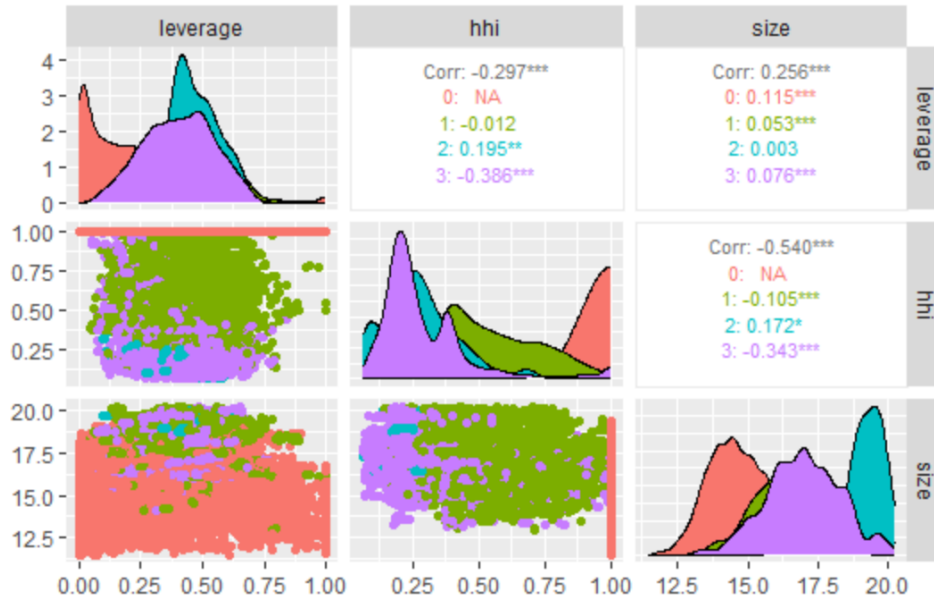 leverage hhi size
4
3
2
1
0
Corr: -0.297***
0: NA
1: -0.012
2: 0.195**
3: -0.386***
Corr: 0.256***
0: 0.115***
1: 0.053***
2: 0.003
3: 0.076***
leverage
1.00
0.75
0.50
0.25
Corr: -0.540***
0: NA
1: -0.105***
2: 0.172*
3: -0.343***
hhi
20.0
17.5
15.0
12.5
size
0.00 0.25 0.50 0.75 1.00
0.25 0.50 0.75 1.00
12.5 15.0 17.5 20.0